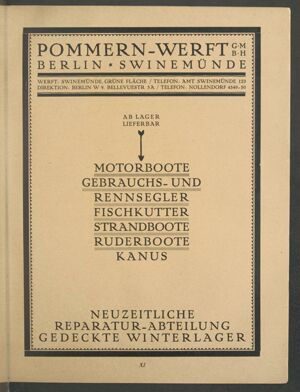 POMMERN-WERFT G·M·B·H
BERLIN * SWINEMÜNDE
WERFT: SWINEMÜNDE, GRÜNE FLÄCHE / TELEFON: AMT SWINEMÜNDE 123
DIREKTION: BERLIN W 9, BELLEVUESTR. 5A / TELEFON: NOLLENDORF 4549-50
AB LAGER
LIEFERBAR
MOTORBOOTE
GEBRAUCHS- UND
RENNSEGLER
FISCHKUTTER
STRANDBOOTE
RUDERBOOTE
KANUS
NEUZEITLICHE
REPARATUR-ABTEILUNG
GEDECKTE WINTERLAGER
XI